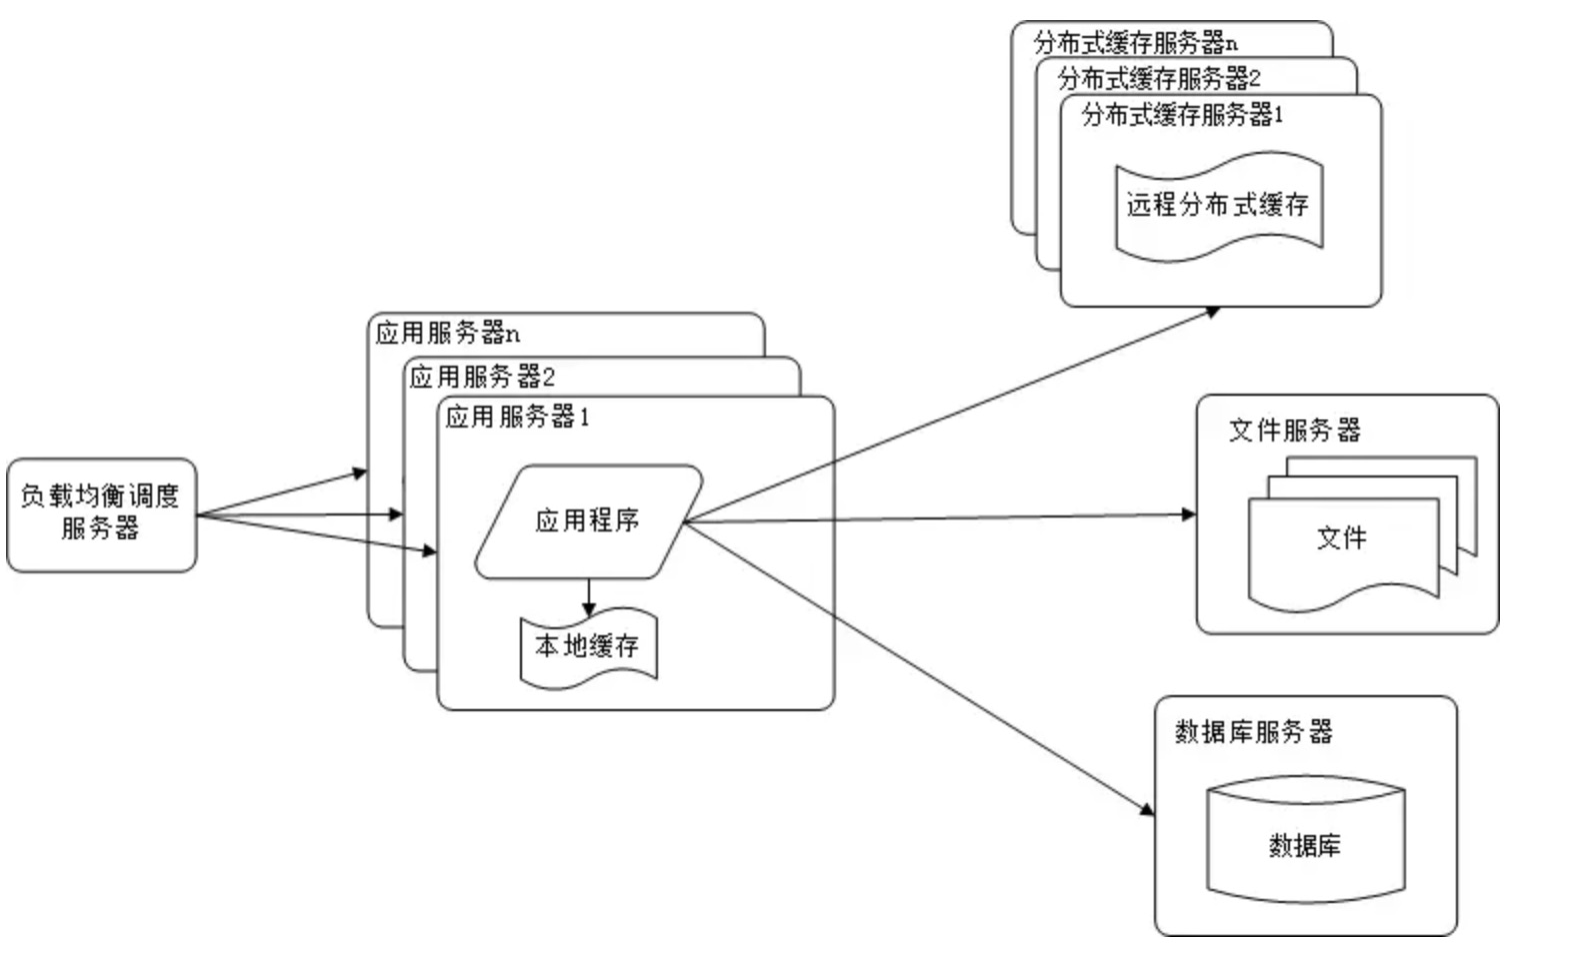 分布式缓存服务器n
分布式缓存服务器2
分布式缓存服务器1
远程分布式缓存
应用服务器n
应用服务器2
应用服务器1
负载均衡调度
服务器
应用程序
本地缓存
文件服务器
文件
数据库服务器
数据库